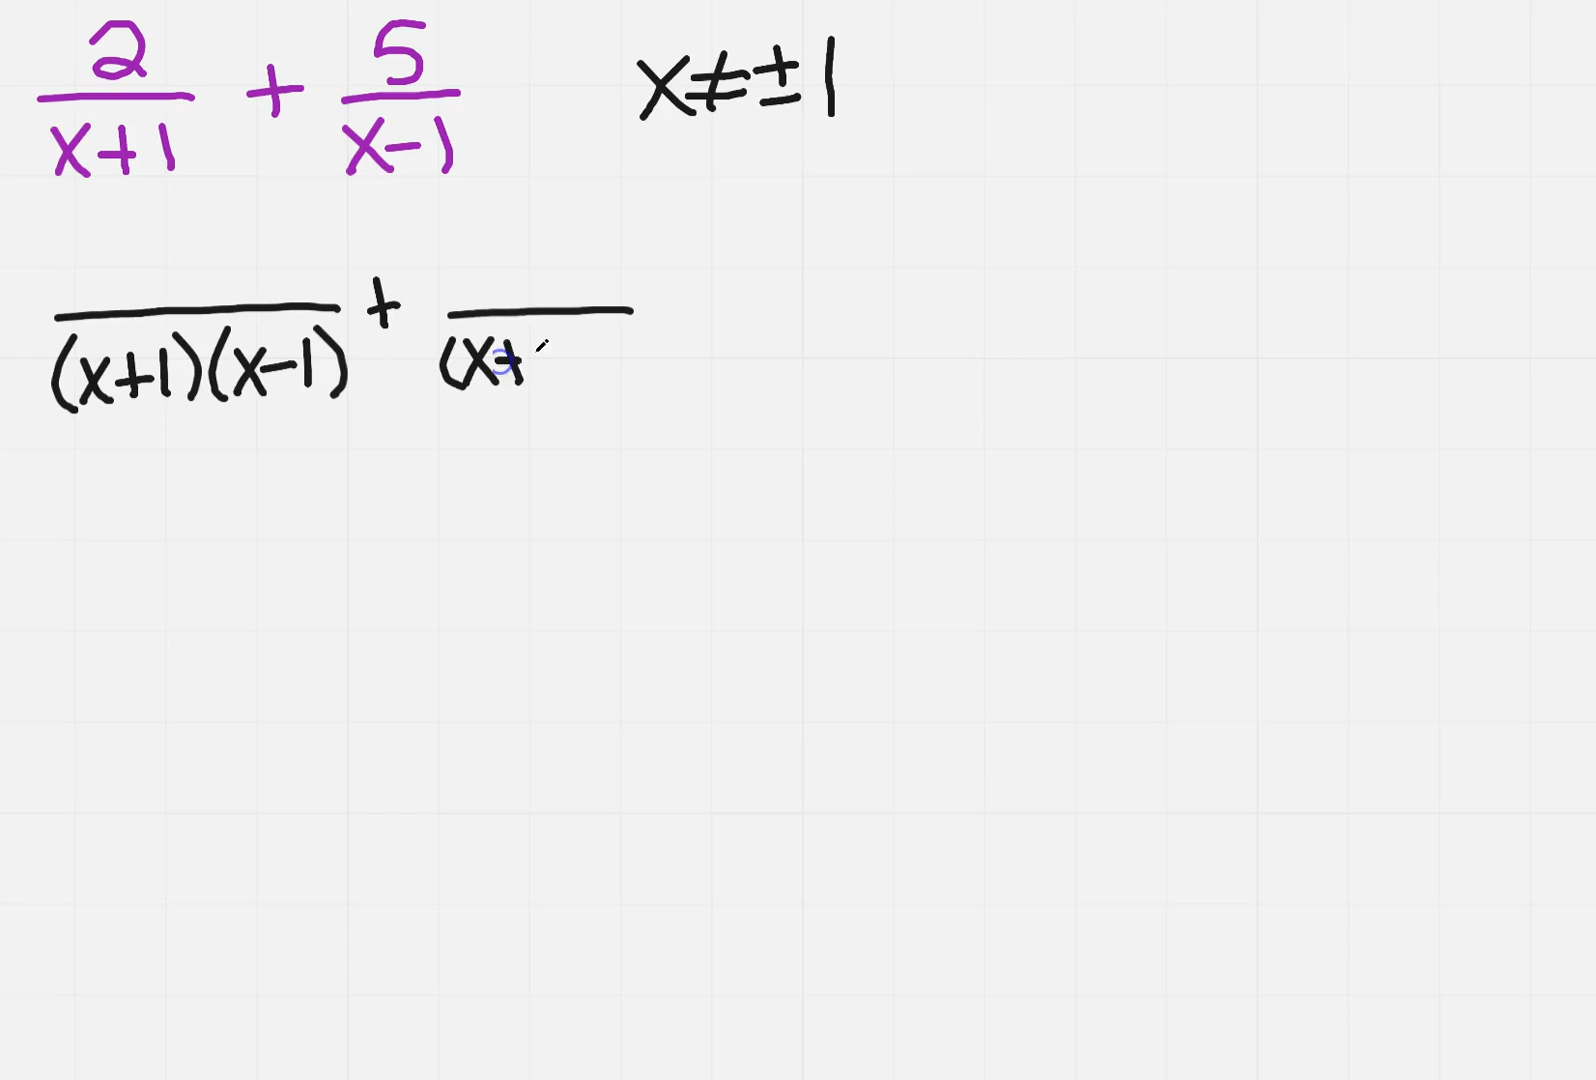 2/(x+1) + 5/(x-1)    x≠±1
/((x+1)(x-1)) + /(x+